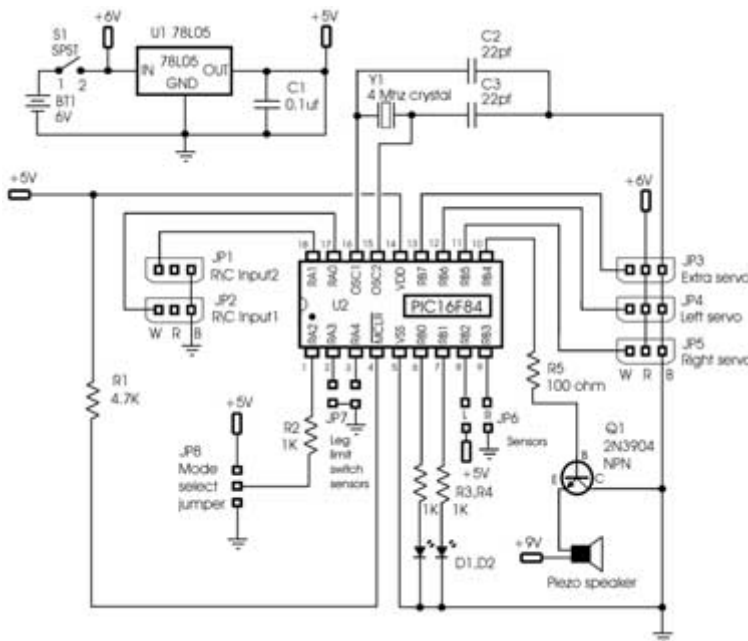 +6V
U1 78L05
+5V
S1
SPST
78L05
IN
OUT
GND
1 2
BT1
6V
C1
0.1uf
C2
22pf
Y1
4 Mhz crystal
C3
22pf
+5V
+6V
18 17 16 15 14 13 12 11 10
RA1 RA0 OSC1 OSC2 VDD RB7 RB6 RB5 RB4
U2
PIC16F84
RA2 RA3 RA4 MCLR VSS RB0 RB1 RB2 RB3
1 2 3 4 5 6 7 8 9
JP1
R\C Input2
JP2
R\C Input1
W R B
JP3
Extra servo
JP4
Left servo
JP5
Right servo
W R B
R1
4.7K
+5V
R2
1K
JP8
Mode
select
jumper
JP7
Leg
limit
switch
sensors
L R
JP6
Sensors
+5V
R5
100 ohm
Q1
2N3904
NPN
B
E C
R3,R4
1K 1K
D1,D2
+9V
Piezo speaker